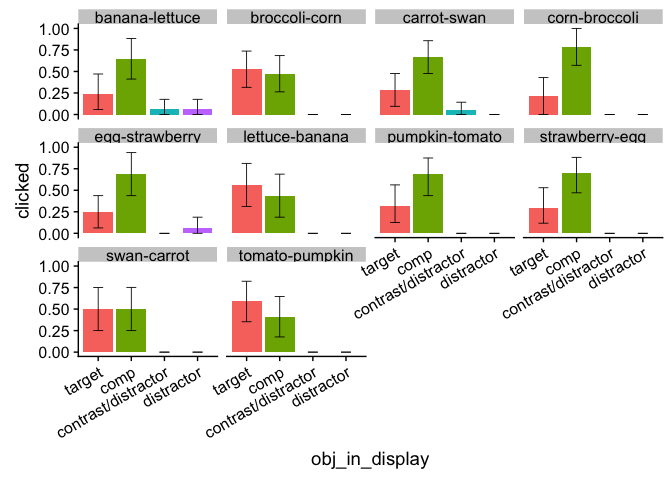 banana-lettuce broccoli-corn carrot-swan corn-broccoli
1.00
0.75
0.50
0.25
0.00
egg-strawberry lettuce-banana pumpkin-tomato strawberry-egg
1.00
0.75
0.50
0.25
0.00
swan-carrot tomato-pumpkin
1.00
0.75
0.50
0.25
0.00
clicked
target comp contrast/distractor distractor target comp contrast/distractor distractor
target comp contrast/distractor distractor target comp contrast/distractor distractor
obj_in_display